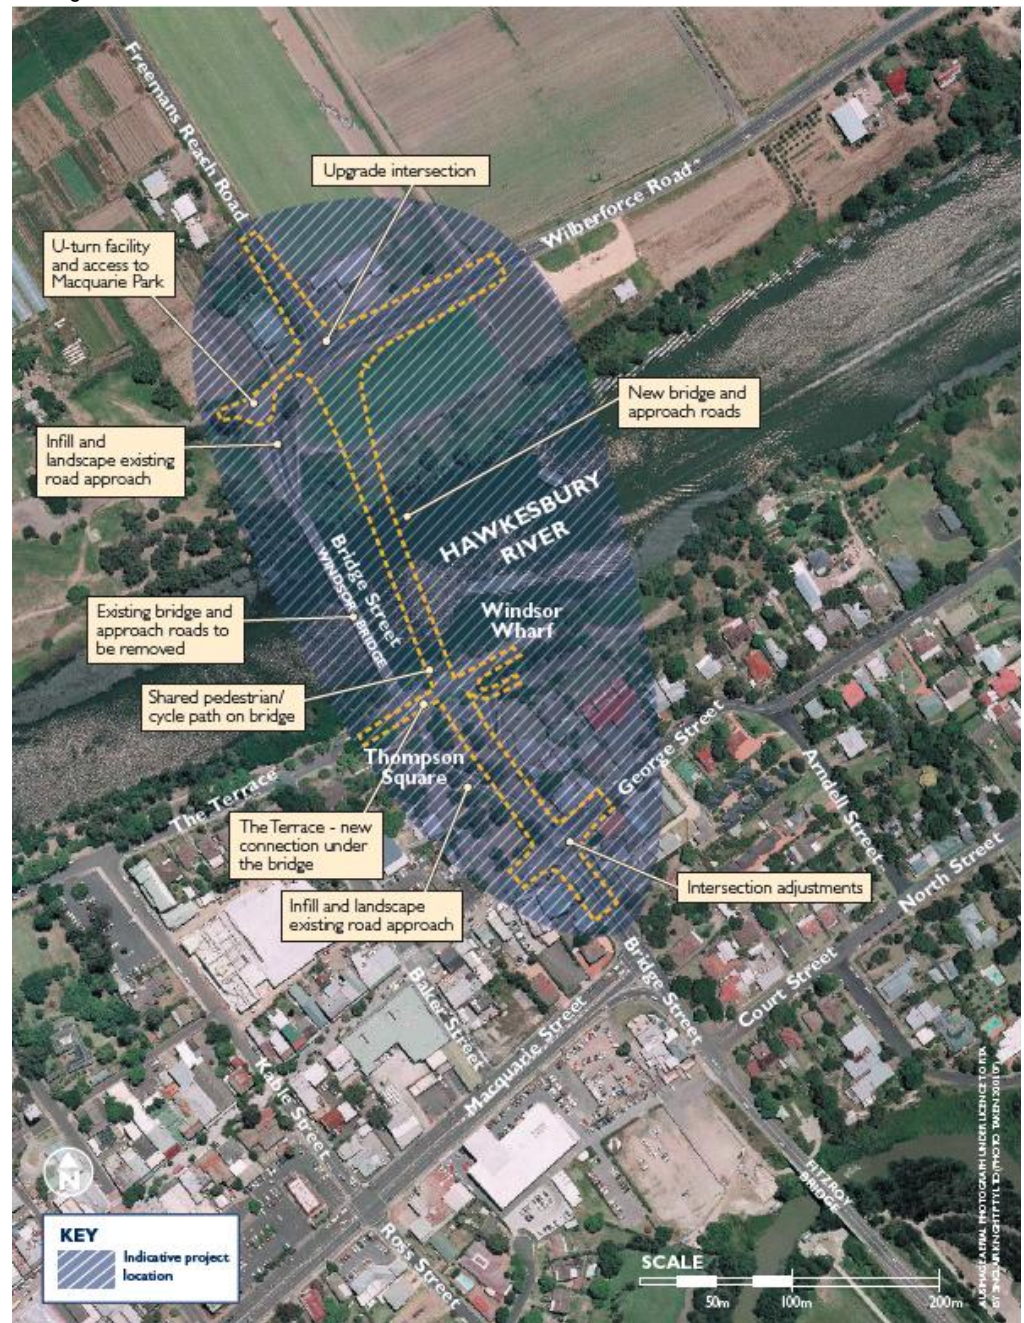 Freemans Reach Road
Upgrade intersection
Wilberforce Road
U-turn facility
and access to
Macquarie Park
New bridge and
approach roads
Infill and
landscape existing
road approach
HAWKESBURY
RIVER
Bridge Street
WINDSOR BRIDGE
Windsor
Wharf
Existing bridge and
approach roads to
be removed
Shared pedestrian/
cycle path on bridge
George Street
Thompson
Square
The Terrace
Arndell Street
The Terrace - new
connection under
the bridge
North Street
Intersection adjustments
Infill and landscape
existing road approach
Bridge Street
Court Street
Baker Street
Macquarie Street
Kable Street
FITZROY
BRIDGE
N
Ross Street
KEY
Indicative project
location
SCALE
50m
100m
200m